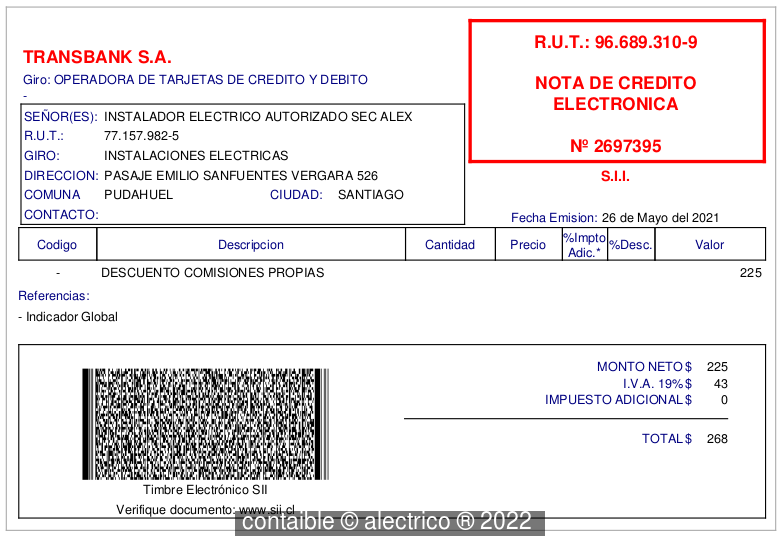 TRANSBANK S.A.
Giro: OPERADORA DE TARJETAS DE CREDITO Y DEBITO
-
R.U.T.: 96.689.310-9
NOTA DE CREDITO
ELECTRONICA
Nº 2697395
S.I.I.
SEÑOR(ES): INSTALADOR ELECTRICO AUTORIZADO SEC ALEX
R.U.T.: 77.157.982-5
GIRO: INSTALACIONES ELECTRICAS
DIRECCION: PASAJE EMILIO SANFUENTES VERGARA 526
COMUNA PUDAHUEL CIUDAD: SANTIAGO
CONTACTO:
Fecha Emision: 26 de Mayo del 2021
Codigo Descripcion Cantidad Precio %Impto Adic.* %Desc. Valor
- DESCUENTO COMISIONES PROPIAS 225
Referencias:
- Indicador Global
MONTO NETO $ 225
I.V.A. 19% $ 43
IMPUESTO ADICIONAL $ 0
TOTAL $ 268
Timbre Electrónico SII
Verifique documento: www.sii.cl
contaible © alectrico ® 2022